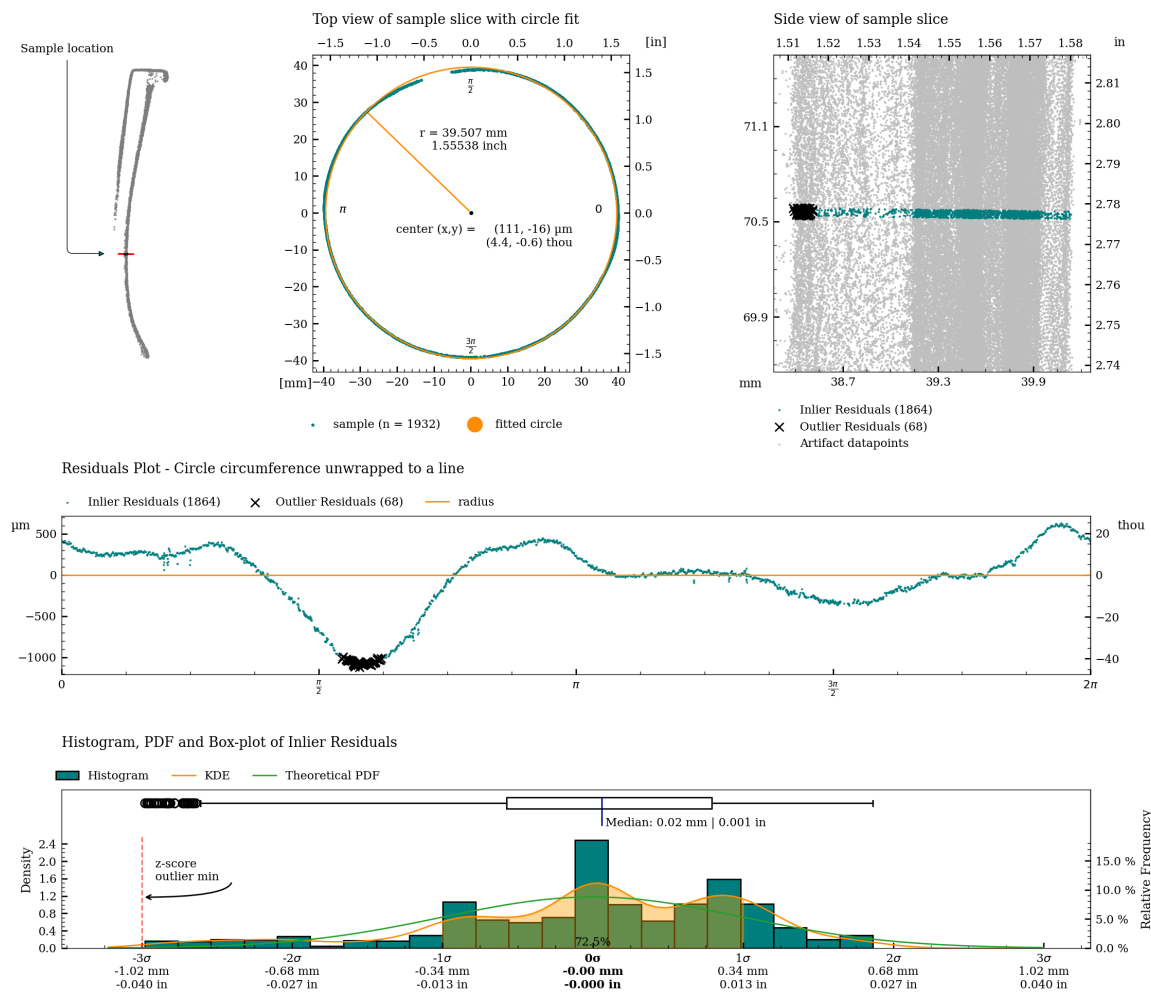 Sample location
Top view of sample slice with circle fit
−1.5 −1.0 −0.5 0.0 0.5 1.0 1.5 [in]
40 30 20 10 0 −10 −20 −30 −40
1.5 1.0 0.5 0.0 −0.5 −1.0 −1.5
π/2
r = 39.507 mm
1.55538 inch
π 0
center (x,y) = (111, -16) µm
(4.4, -0.6) thou
3π/2
[mm] −40 −30 −20 −10 0 10 20 30 40
sample (n = 1932) fitted circle
Side view of sample slice
1.51 1.52 1.53 1.54 1.55 1.56 1.57 1.58 in
71.1 70.5 69.9
2.81 2.80 2.79 2.78 2.77 2.76 2.75 2.74
mm 38.7 39.3 39.9
Inlier Residuals (1864)
Outlier Residuals (68)
Artifact datapoints
Residuals Plot - Circle circumference unwrapped to a line
Inlier Residuals (1864) Outlier Residuals (68) radius
µm thou
500 20
0 0
−500 −20
−1000 −40
0 π/2 π 3π/2 2π
Histogram, PDF and Box-plot of Inlier Residuals
Histogram KDE Theoretical PDF
Median: 0.02 mm | 0.001 in
z-score
outlier min
Density
2.4 2.0 1.6 1.2 0.8 0.4 0.0
Relative Frequency
15.0 % 10.0 % 5.0 % 0.0 %
72.5%
-3σ -2σ -1σ 0σ 1σ 2σ 3σ
-1.02 mm -0.68 mm -0.34 mm -0.00 mm 0.34 mm 0.68 mm 1.02 mm
-0.040 in -0.027 in -0.013 in -0.000 in 0.013 in 0.027 in 0.040 in